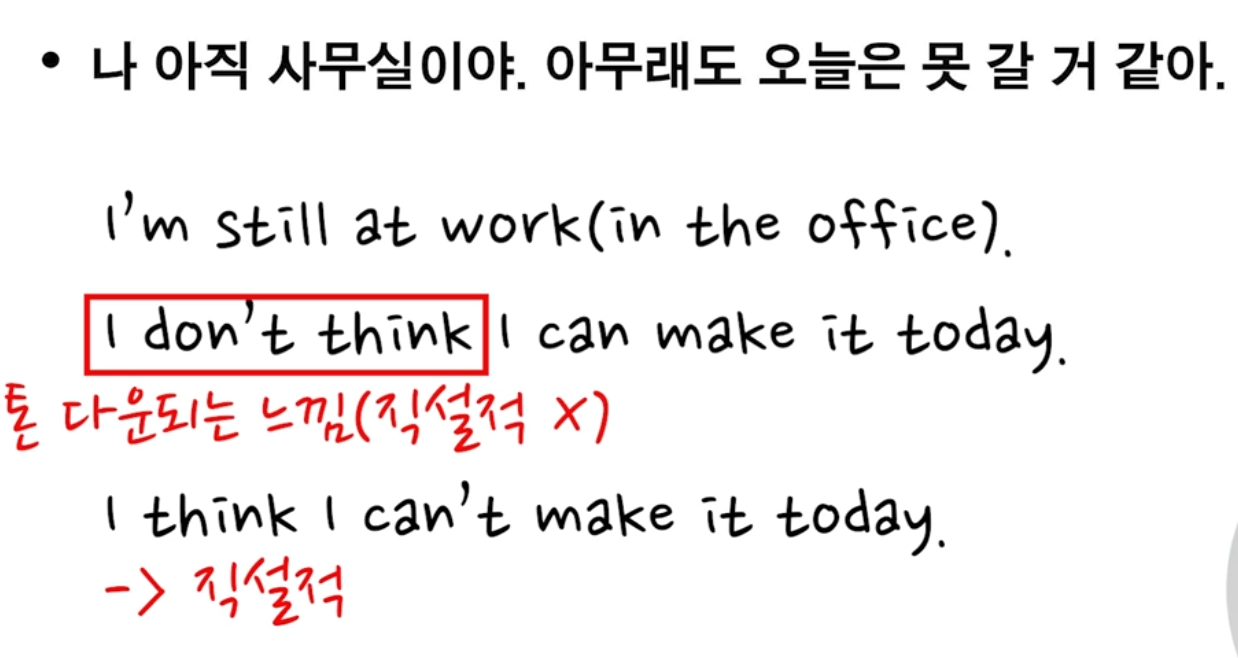 • 나 아직 사무실이야. 아무래도 오늘은 못 갈 거 같아.
I'm still at work(in the office).
I don't think I can make it today.
톤 다운되는 느낌(직설적 X)
I think I can't make it today.
-> 직설적